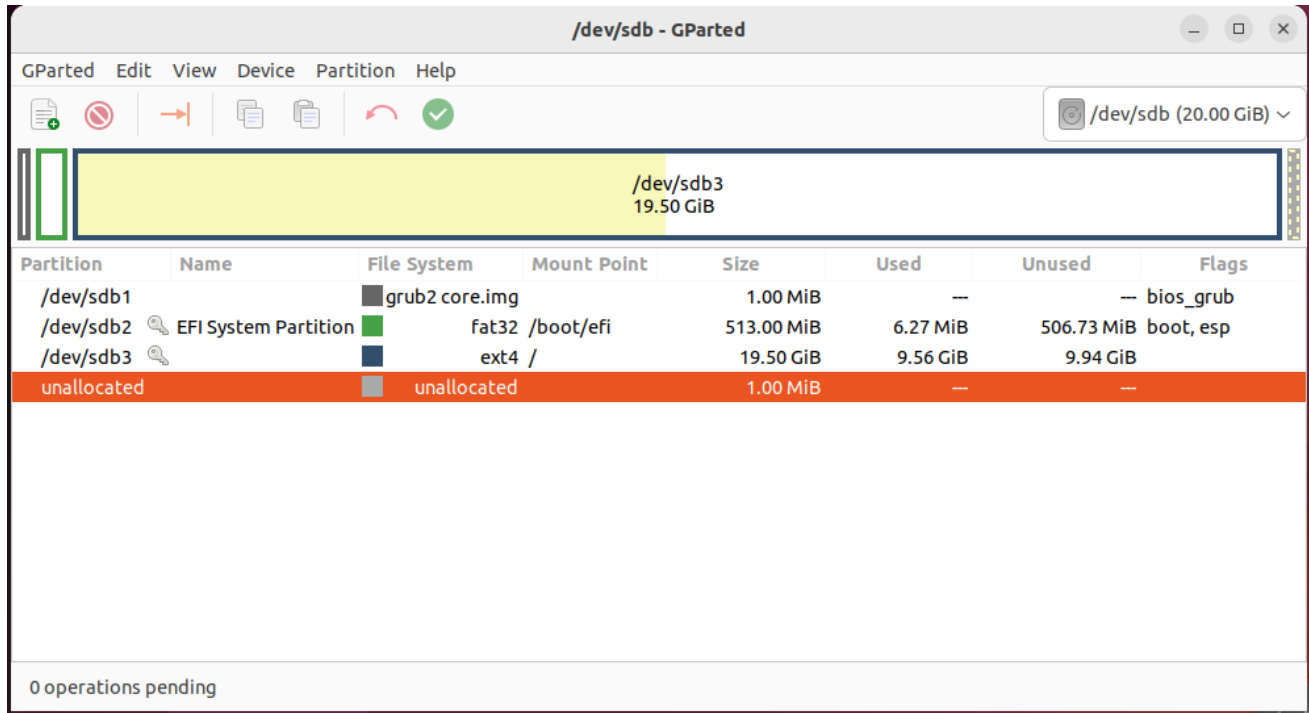 /dev/sdb - GParted
GParted Edit View Device Partition Help
/dev/sdb (20.00 GiB)
/dev/sdb3
19.50 GiB
Partition Name File System Mount Point Size Used Unused Flags
/dev/sdb1 grub2 core.img 1.00 MiB --- --- bios_grub
/dev/sdb2 EFI System Partition fat32 /boot/efi 513.00 MiB 6.27 MiB 506.73 MiB boot, esp
/dev/sdb3 ext4 / 19.50 GiB 9.56 GiB 9.94 GiB
unallocated unallocated 1.00 MiB --- ---
0 operations pending